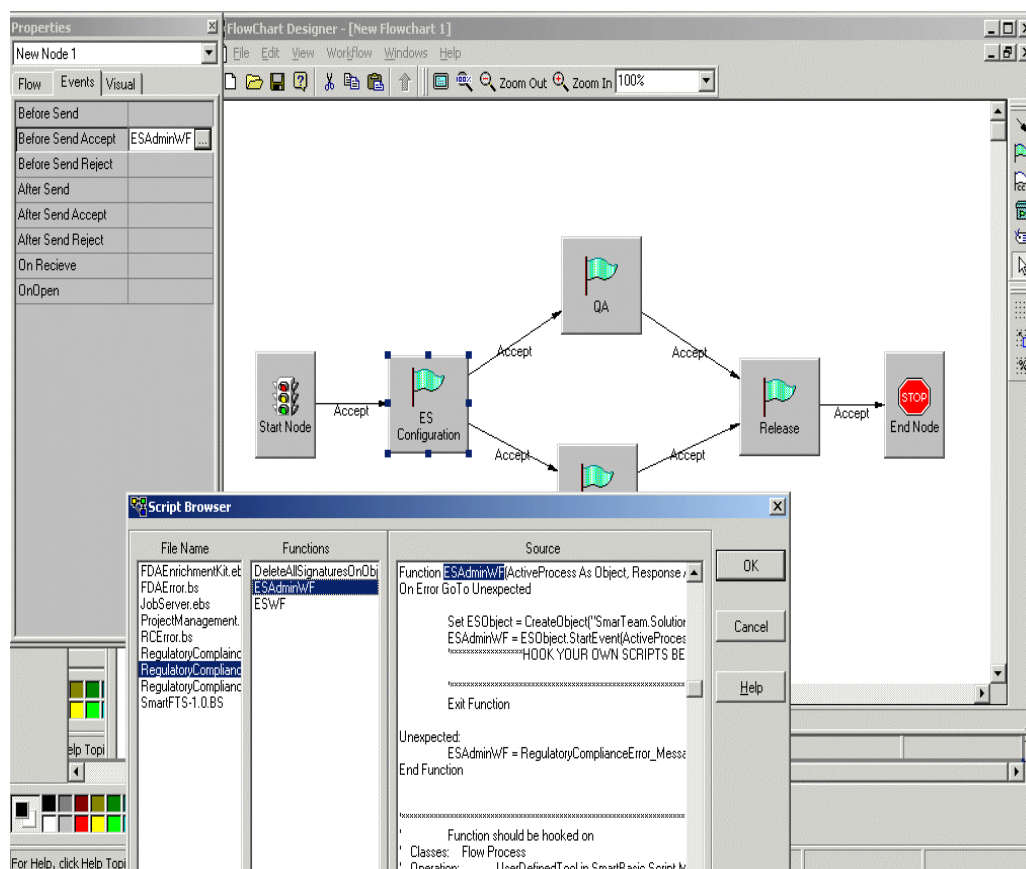 Properties
New Node 1
Flow Events Visual
Before Send
Before Send Accept ESAdminWF ...
Before Send Reject
After Send
After Send Accept
After Send Reject
On Recieve
OnOpen
FlowChart Designer - [New Flowchart 1]
File Edit View Workflow Windows Help
100% Zoom Out Zoom In 100%
QA
Accept
Accept
Start Node
Accept
ES
Configuration
Release
Accept
STOP
End Node
Accept
Accept
Script Browser
File Name
FDAEnrichmentKit.eb
FDAError.bs
JobServer.ebs
ProjectManagement.
RCError.bs
RegulatoryComplainc
RegulatoryComplianc
RegulatoryComplianc
SmartFTS-1.0.BS
Functions
DeleteAllSignaturesOnObj
ESAdminWF
ESWF
Source
Function ESAdminWF(ActiveProcess As Object, Response
On Error GoTo Unexpected
Set ESObject = CreateObject("SmarTeam.Solution
ESAdminWF = ESObject.StartEvent(ActiveProces
'****************HOOK YOUR OWN SCRIPTS BE
Exit Function
Unexpected:
ESAdminWF = RegulatoryComplianceError_Messa
End Function
' Function should be hooked on
' Classes: Flow Process
' Operation: UserDefinedTool in SmartBasic Script M
OK
Cancel
Help
elp Topi
For Help, click Help Topi